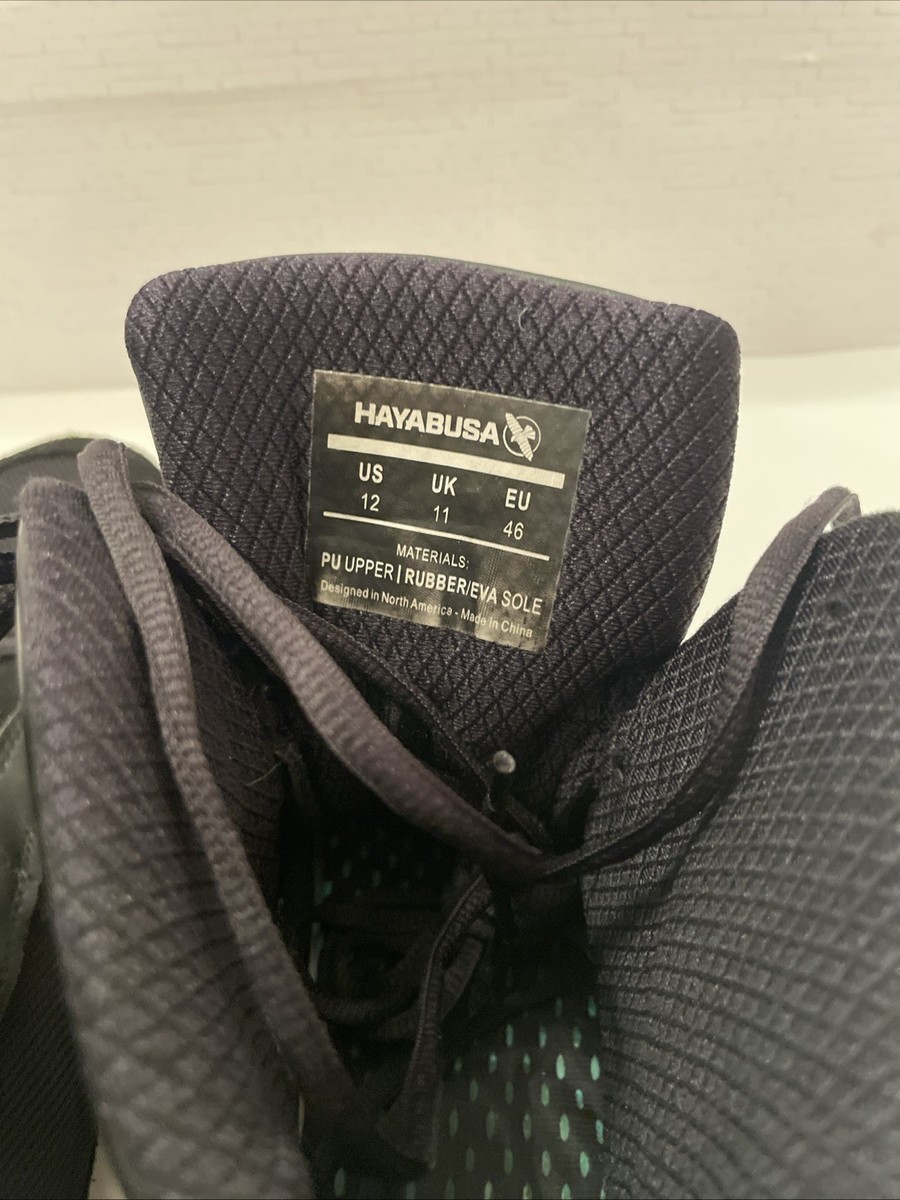 HAYABUSA
US UK EU
12 11 46
MATERIALS:
PU UPPER | RUBBER/EVA SOLE
Designed in North America - Made in China